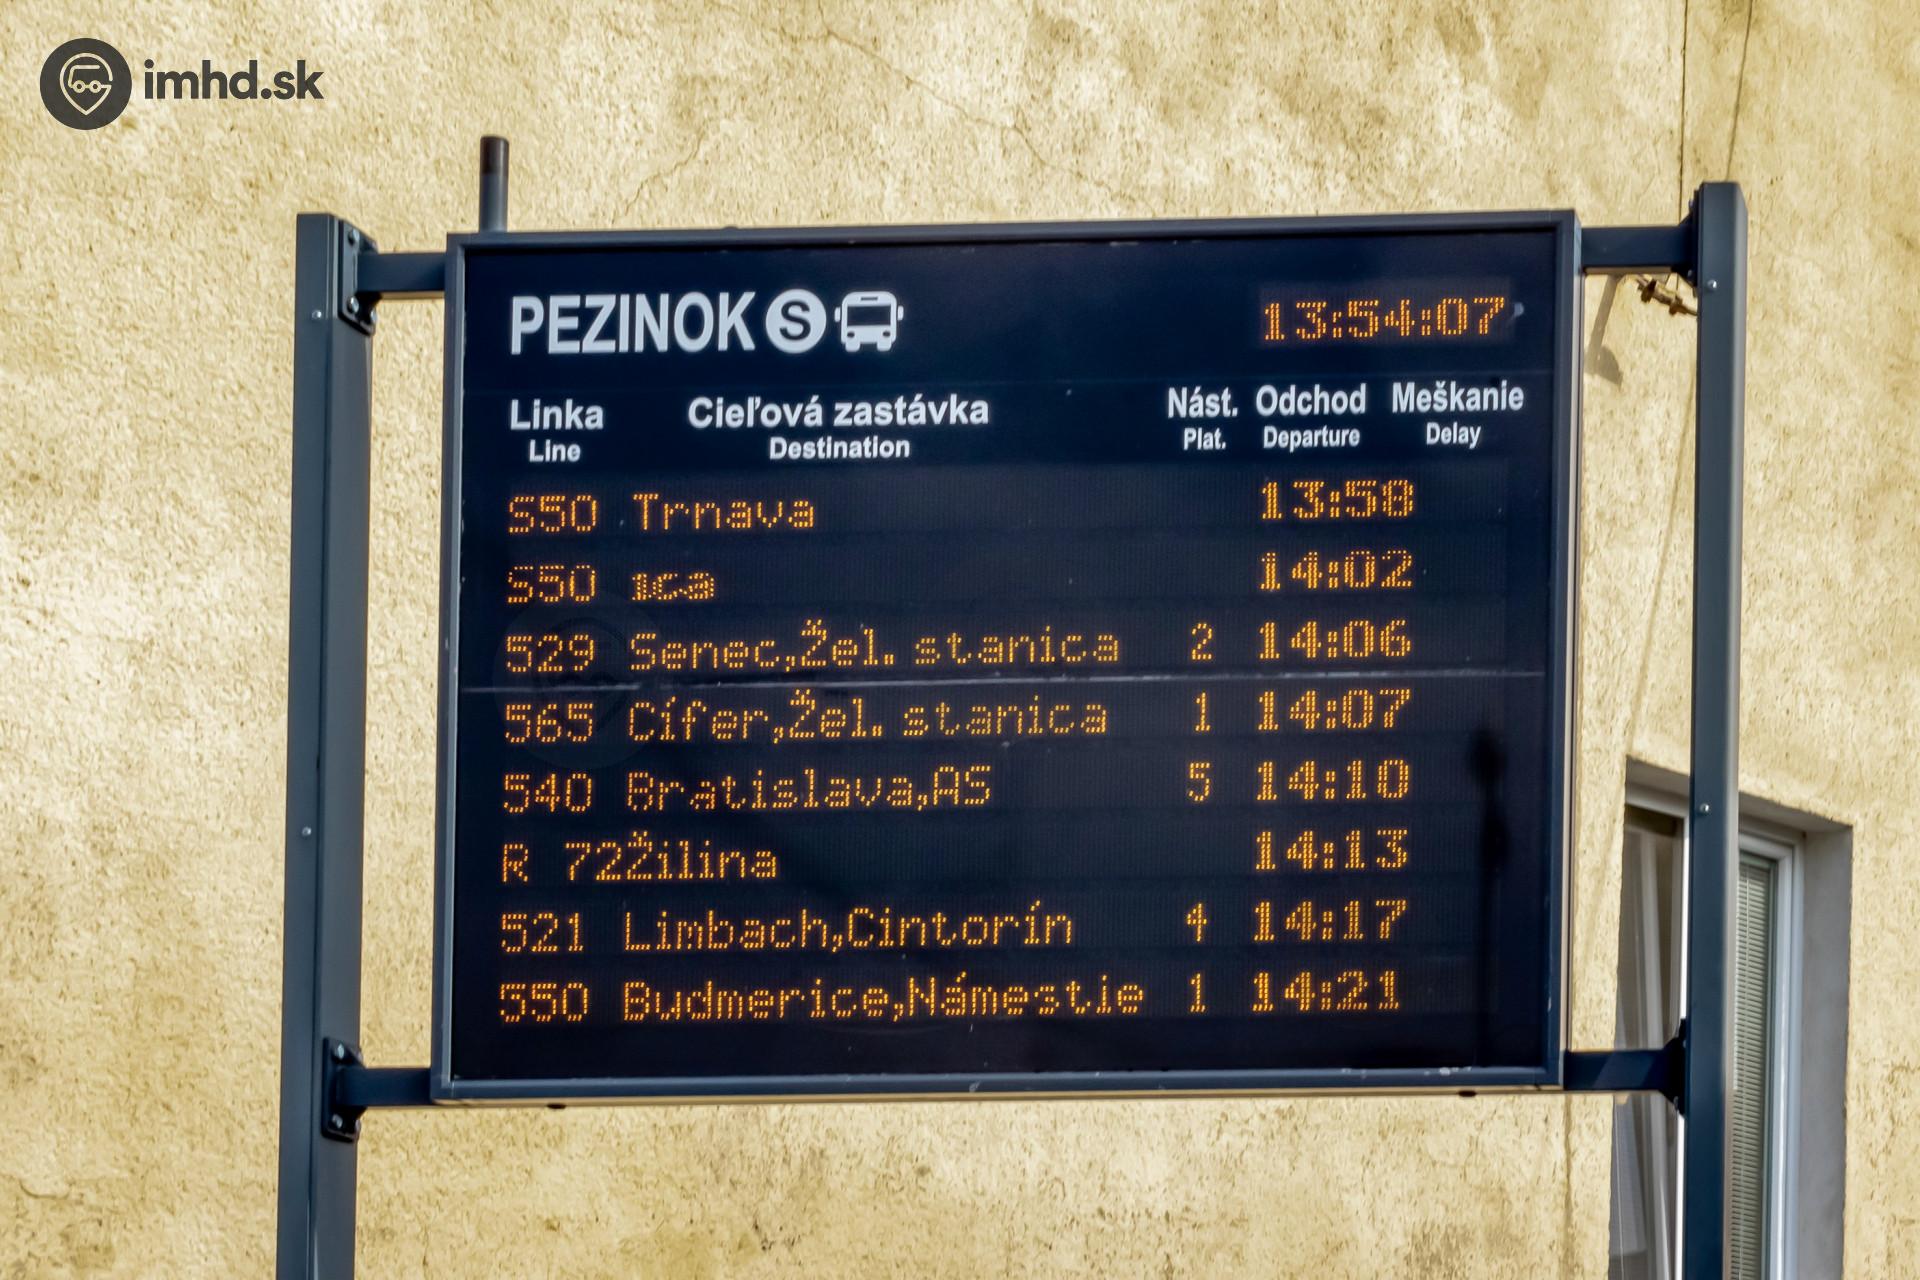 imhd.sk
PEZINOK S 13:54:07
Linka Cieľová zastávka Nást. Odchod Meškanie
Line Destination Plat. Departure Delay
S50 Trnava 13:58
S50 14:02
529 Senec,Žel. stanica 2 14:06
565 Cífer,Žel. stanica 1 14:07
540 Bratislava,AS 5 14:10
R 72Žilina 14:13
521 Limbach,Cintorín 4 14:17
550 Budmerice,Námestie 1 14:21